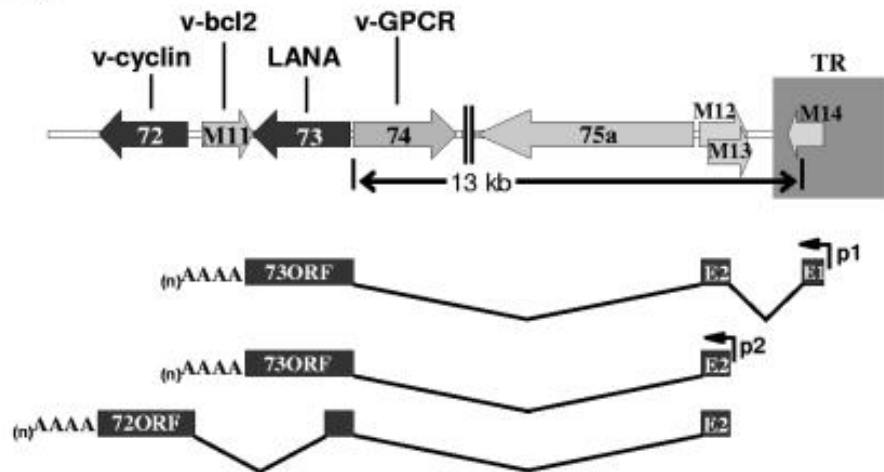 v-bcl2 v-GPCR
v-cyclin LANA TR
M12 M14
72 M11 73 74 75a
M13
13 kb
p1
(n)AAAA 73ORF E2 E1
p2
(n)AAAA 73ORF E2
(n)AAAA 72ORF E2